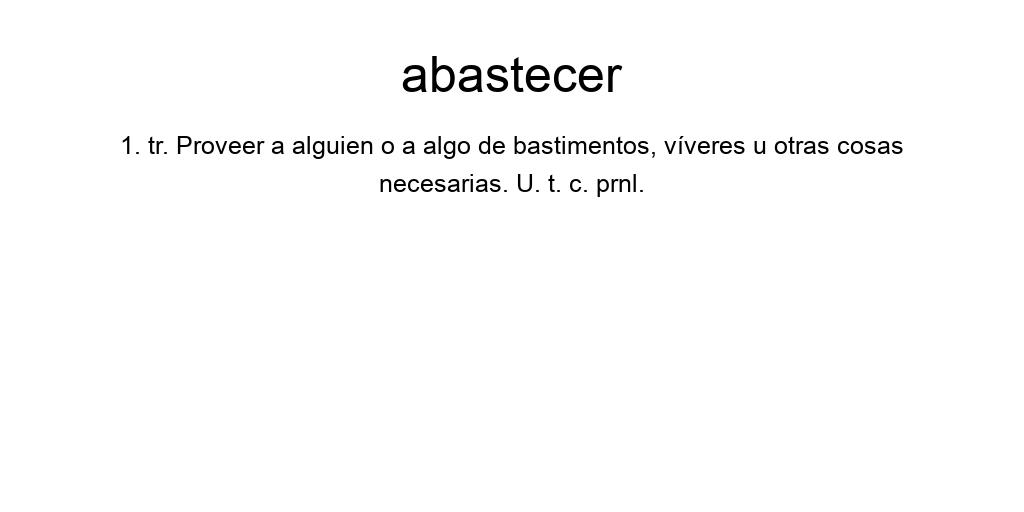 abastecer
1. tr. Proveer a alguien o a algo de bastimentos, víveres u otras cosas
necesarias. U. t. c. prnl.